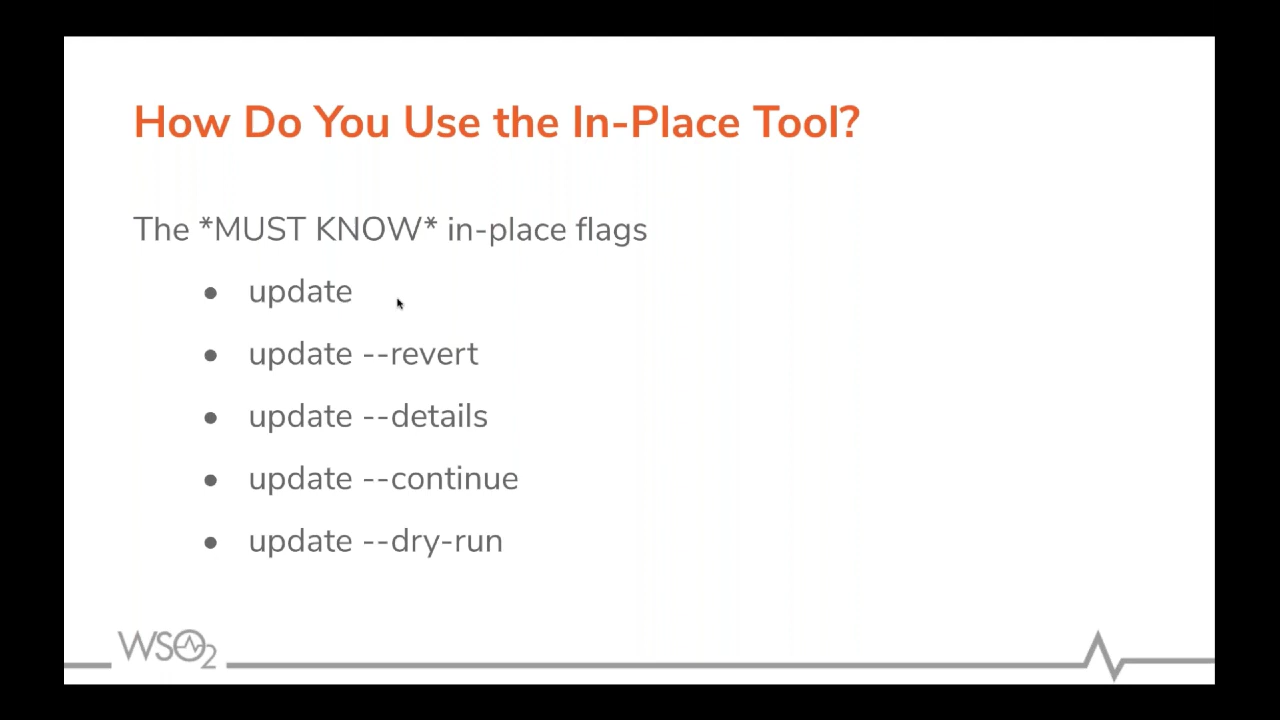 How Do You Use the In-Place Tool?
The *MUST KNOW* in-place flags
● update
● update --revert
● update --details
● update --continue
● update --dry-run
WSO2